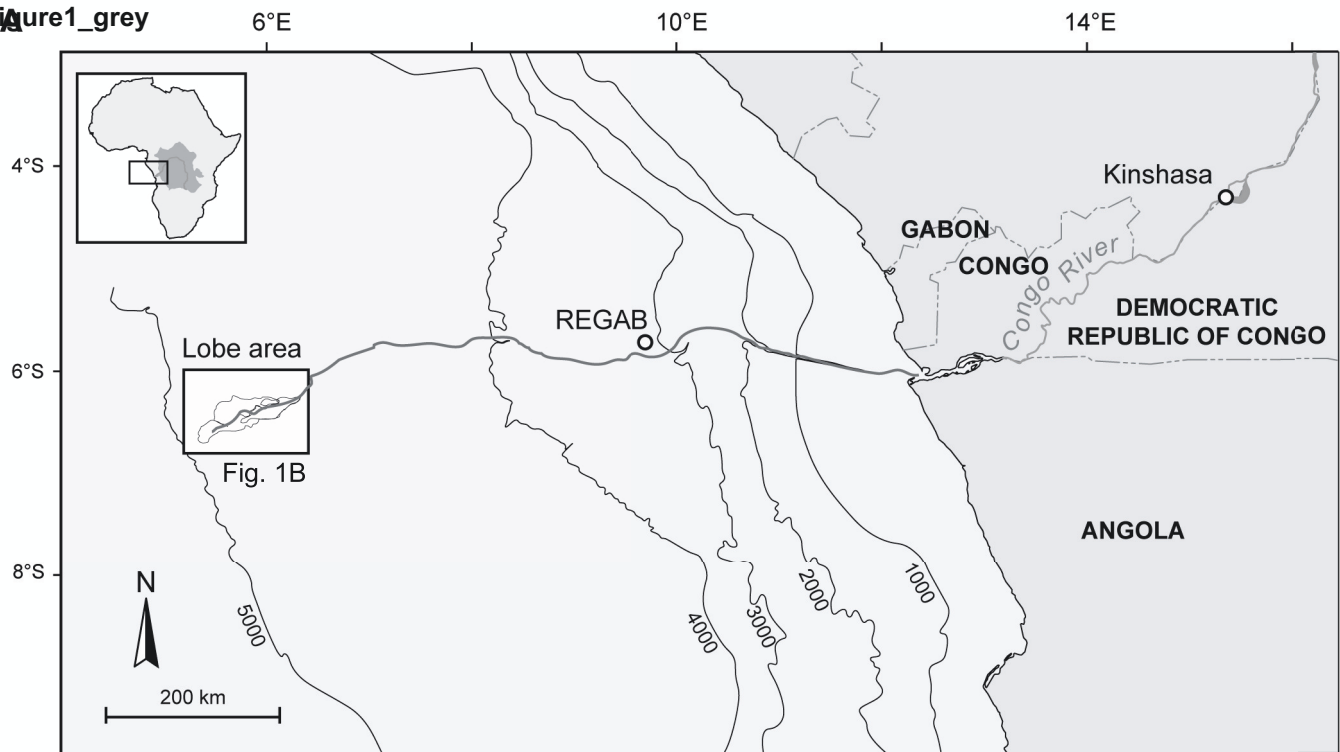 Figure1_grey
A
6°E
10°E
14°E
4°S
6°S
8°S
Kinshasa
GABON
CONGO
Congo River
DEMOCRATIC
REPUBLIC OF CONGO
REGAB
Lobe area
Fig. 1B
ANGOLA
N
200 km
5000
4000
3000
2000
1000